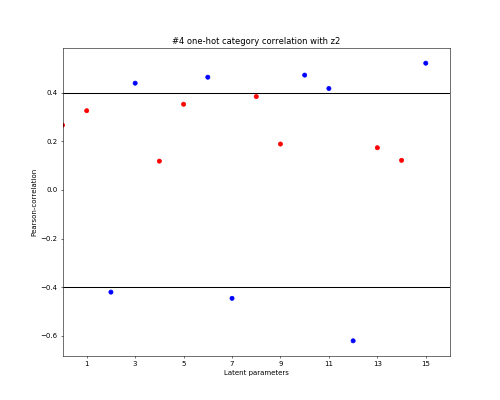 #4 one-hot category correlation with z2
0.4
0.2
0.0
−0.2
−0.4
−0.6
Pearson-correlation
1 3 5 7 9 11 13 15
Latent parameters